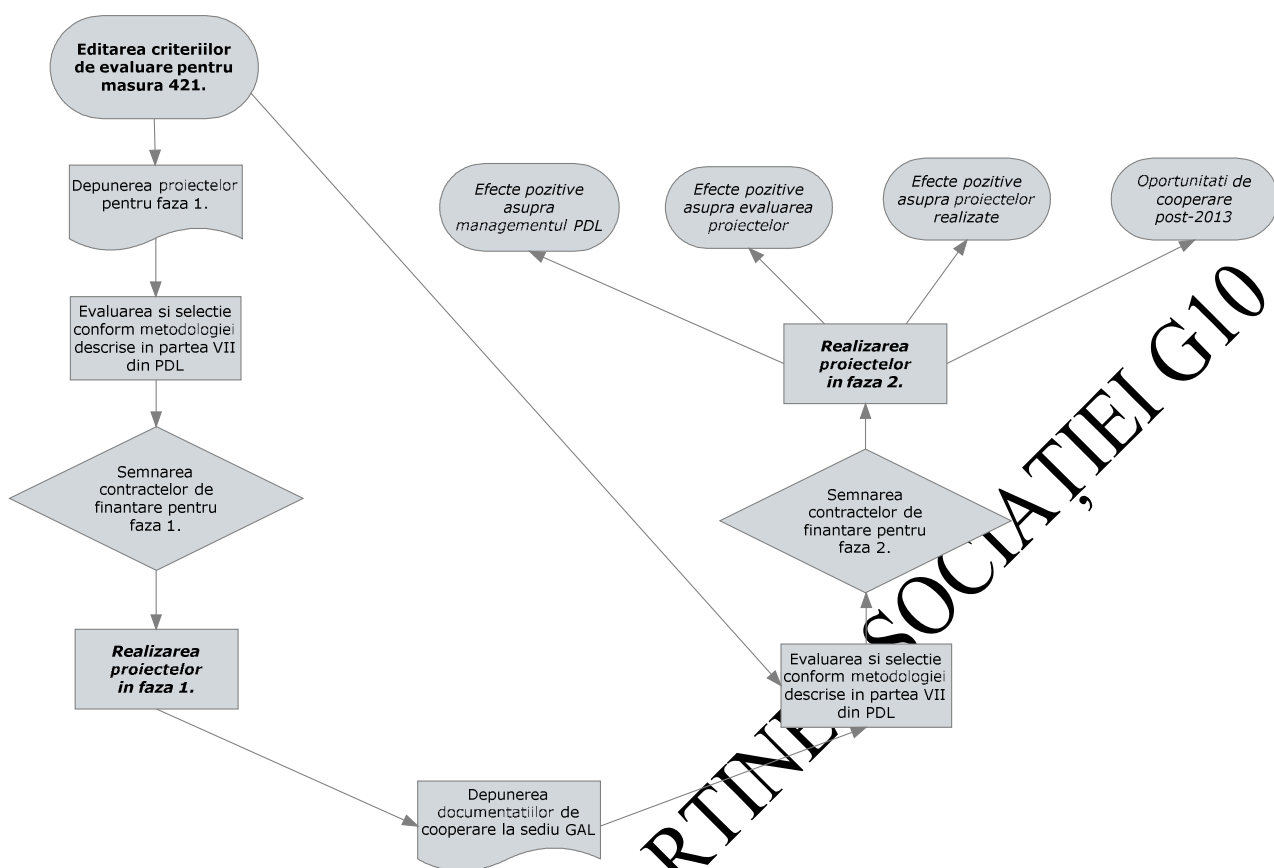 Editarea criteriilor
de evaluare pentru
masura 421.
Depunerea proiectelor
pentru faza 1.
Evaluarea si selectie
conform metodologiei
descrise in partea VII
din PDL
Semnarea
contractelor de
finantare pentru
faza 1.
Realizarea
proiectelor
in faza 1.
Depunerea
documentatiilor de
cooperare la sediu GAL
Evaluarea si selectie
conform metodologiei
descrise in partea VII
din PDL
Semnarea
contractelor de
finantare pentru
faza 2.
Realizarea
proiectelor
in faza 2.
Efecte pozitive
asupra
managementul PDL
Efecte pozitive
asupra evaluarea
proiectelor
Efecte pozitive
asupra proiectelor
realizate
Oportunitati de
cooperare
post-2013
RTINE SOCIAȚIEI G10